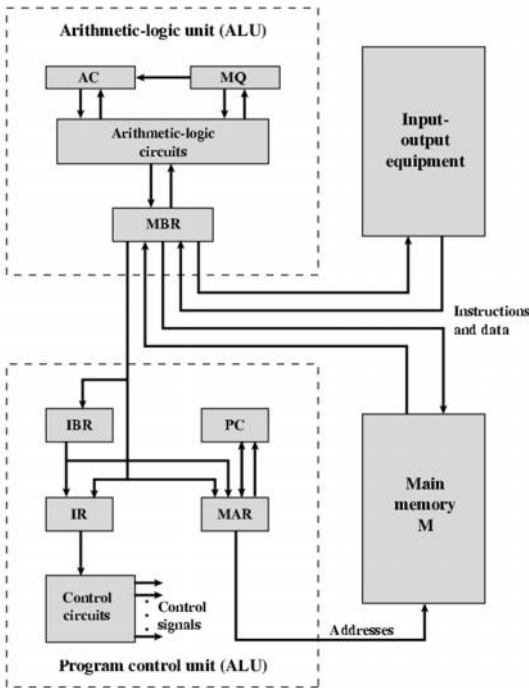 Arithmetic-logic unit (ALU)
AC
MQ
Arithmetic-logic
circuits
MBR
Input-
output
equipment
Instructions
and data
IBR
PC
IR
MAR
Main
memory
M
Control
circuits
Control
signals
Addresses
Program control unit (ALU)